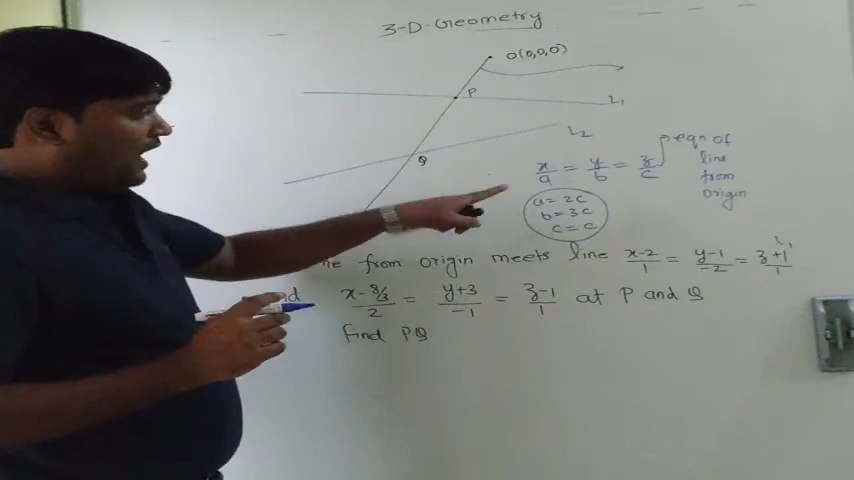 3-D-Geometry
O(0,0,0)
P
L₁
L₂
Q
x/a = y/b = z/c → eqn of line from origin
a = 2c
b = 3c
c = c
from origin meets line x-2/1 = y-1/-2 = z+1/1 L₁
x-8/3/2 = y+3/-1 = z-1/1 at P and Q
find PQ